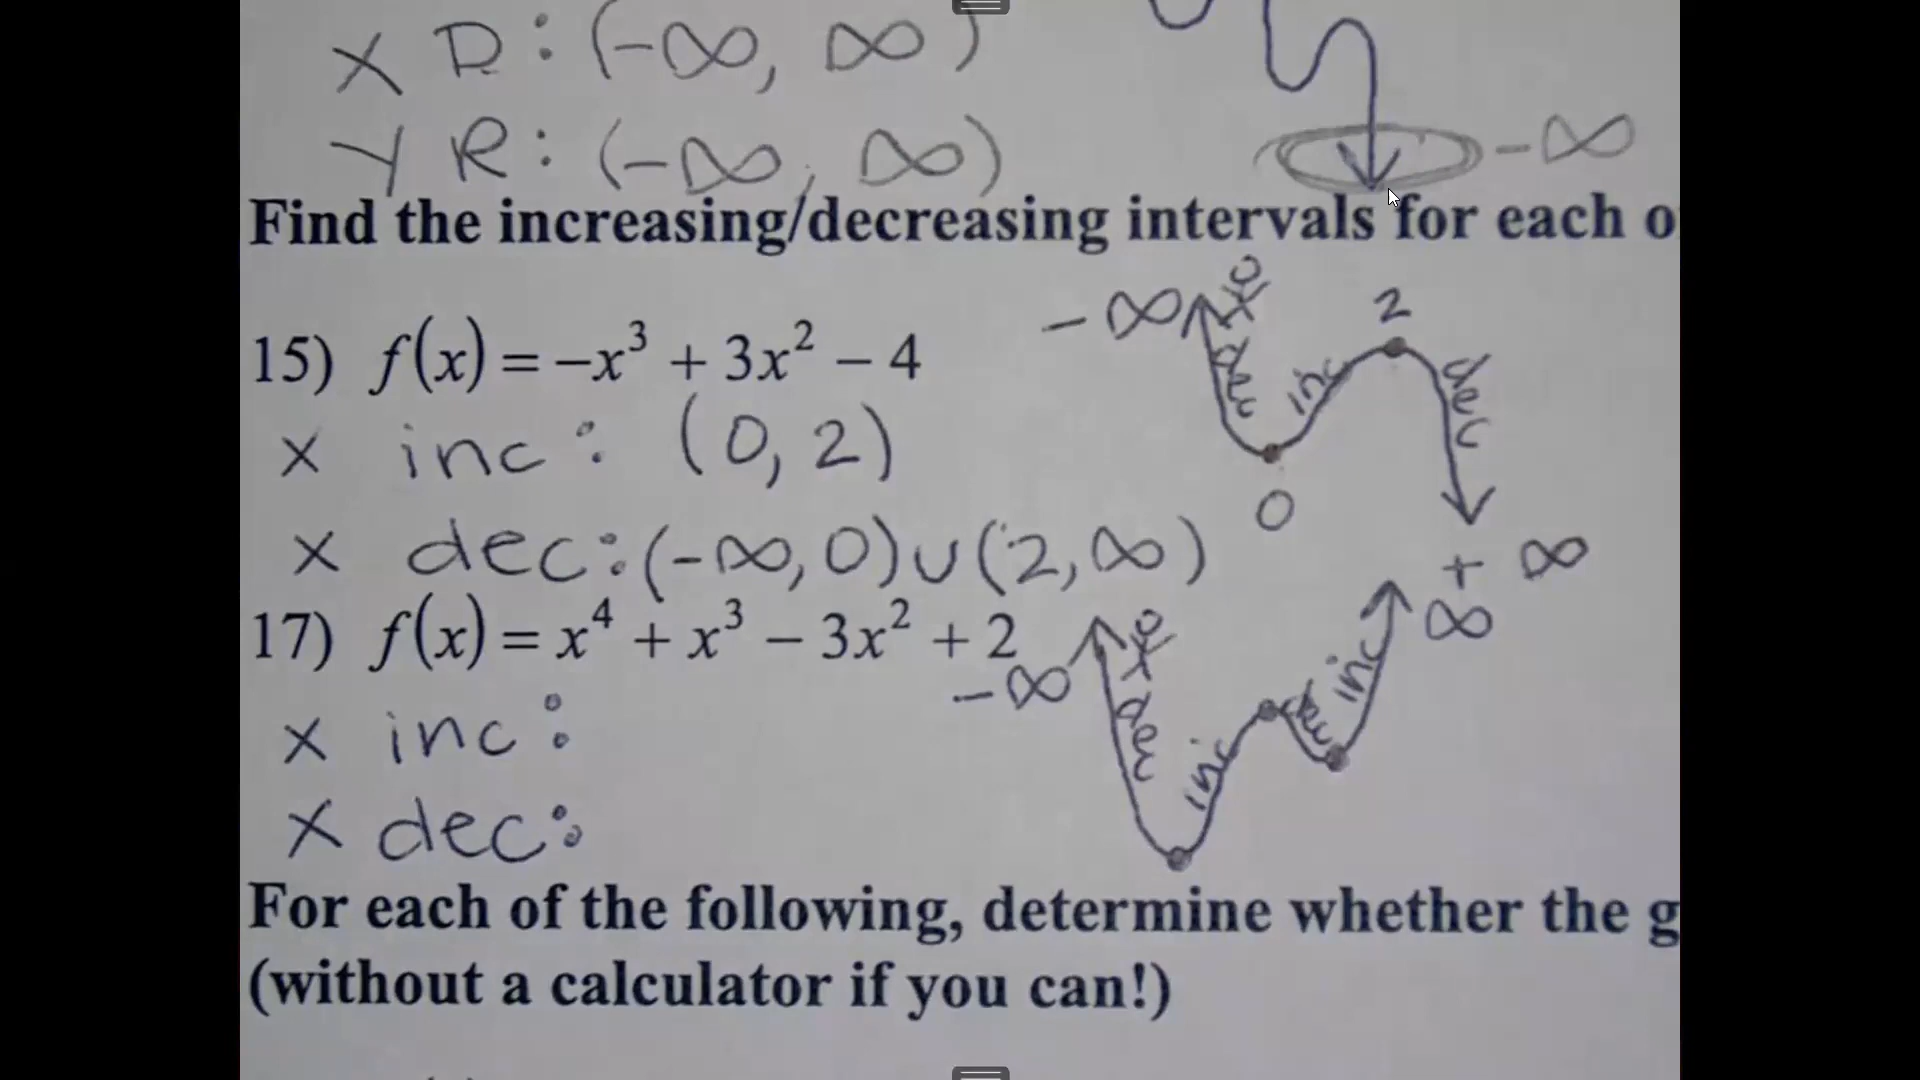 X D: (-∞, ∞)
Y R: (-∞, ∞)
-∞
Find the increasing/decreasing intervals for each o
-∞
2
15) f(x) = -x³ + 3x² - 4
dec
inc
dec
x inc: (0, 2)
0
x dec: (-∞, 0) ∪ (2, ∞)
+ ∞
17) f(x) = x⁴ + x³ - 3x² + 2
∞
-∞
dec
inc
dec
inc
x inc:
x dec:
For each of the following, determine whether the g
(without a calculator if you can!)